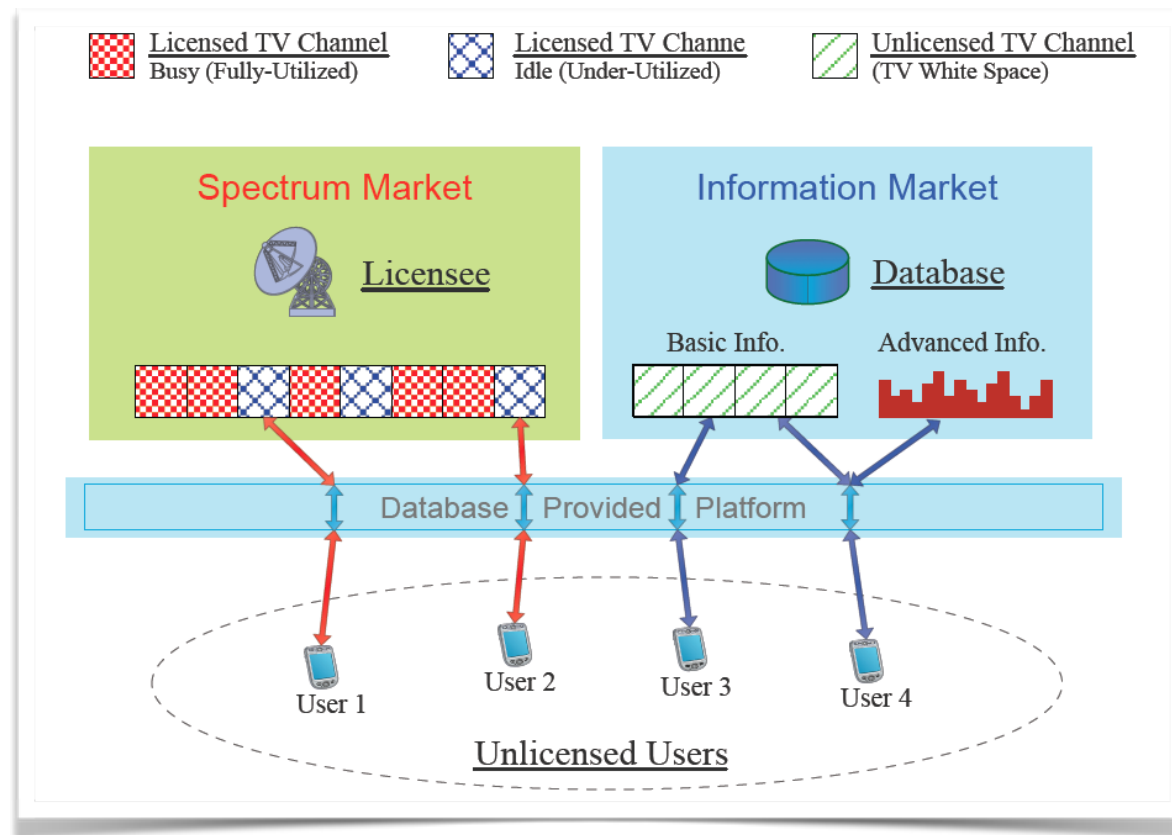 Licensed TV Channel
Busy (Fully-Utilized)
Licensed TV Channe
Idle (Under-Utilized)
Unlicensed TV Channel
(TV White Space)
Spectrum Market
Licensee
Information Market
Database
Basic Info.
Advanced Info.
Database Provided Platform
User 1
User 2
User 3
User 4
Unlicensed Users